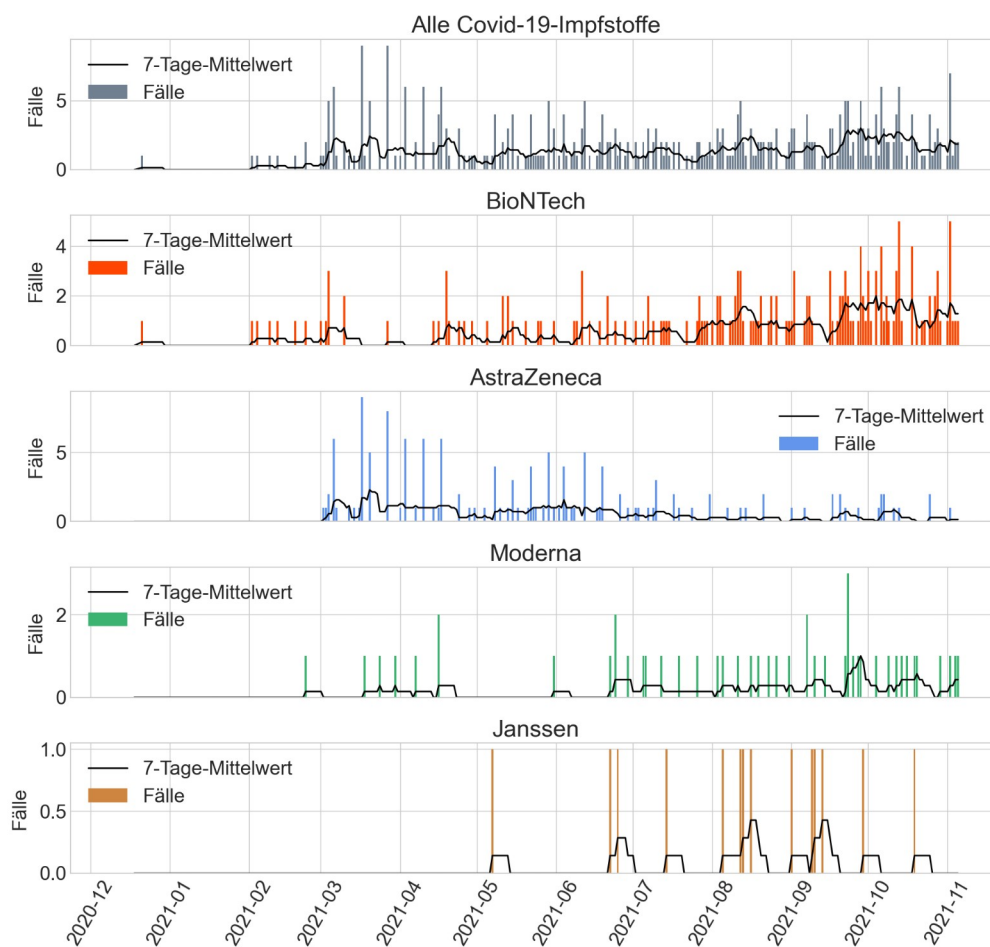 Alle Covid-19-Impfstoffe
7-Tage-Mittelwert
Fälle
Fälle
5
0
BioNTech
7-Tage-Mittelwert
Fälle
Fälle
4
2
0
AstraZeneca
7-Tage-Mittelwert
Fälle
Fälle
5
0
Moderna
7-Tage-Mittelwert
Fälle
Fälle
2
0
Janssen
1.0
7-Tage-Mittelwert
Fälle
Fälle
0.5
0.0
2020-12 2021-01 2021-02 2021-03 2021-04 2021-05 2021-06 2021-07 2021-08 2021-09 2021-10 2021-11